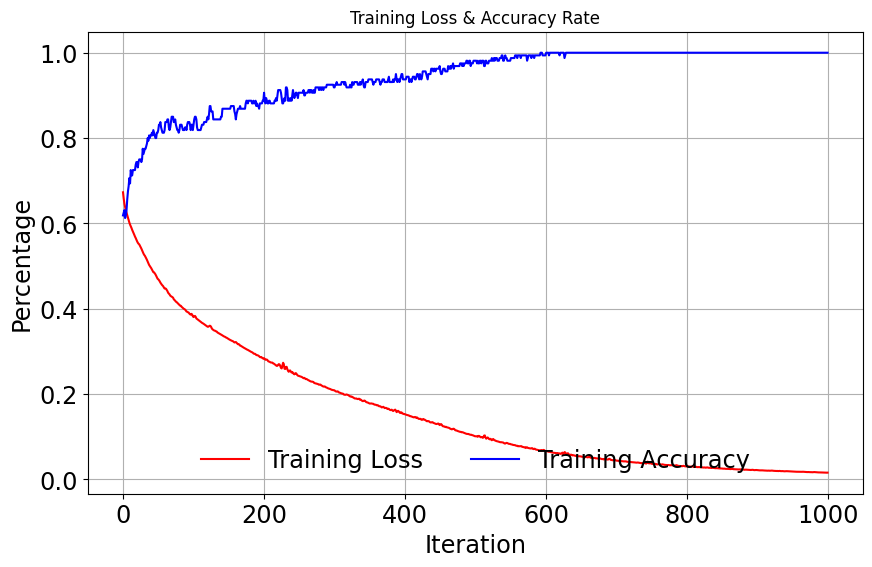 Training Loss & Accuracy Rate
1.0
0.8
0.6
0.4
0.2
0.0
Percentage
Training Loss
Training Accuracy
0 200 400 600 800 1000
Iteration